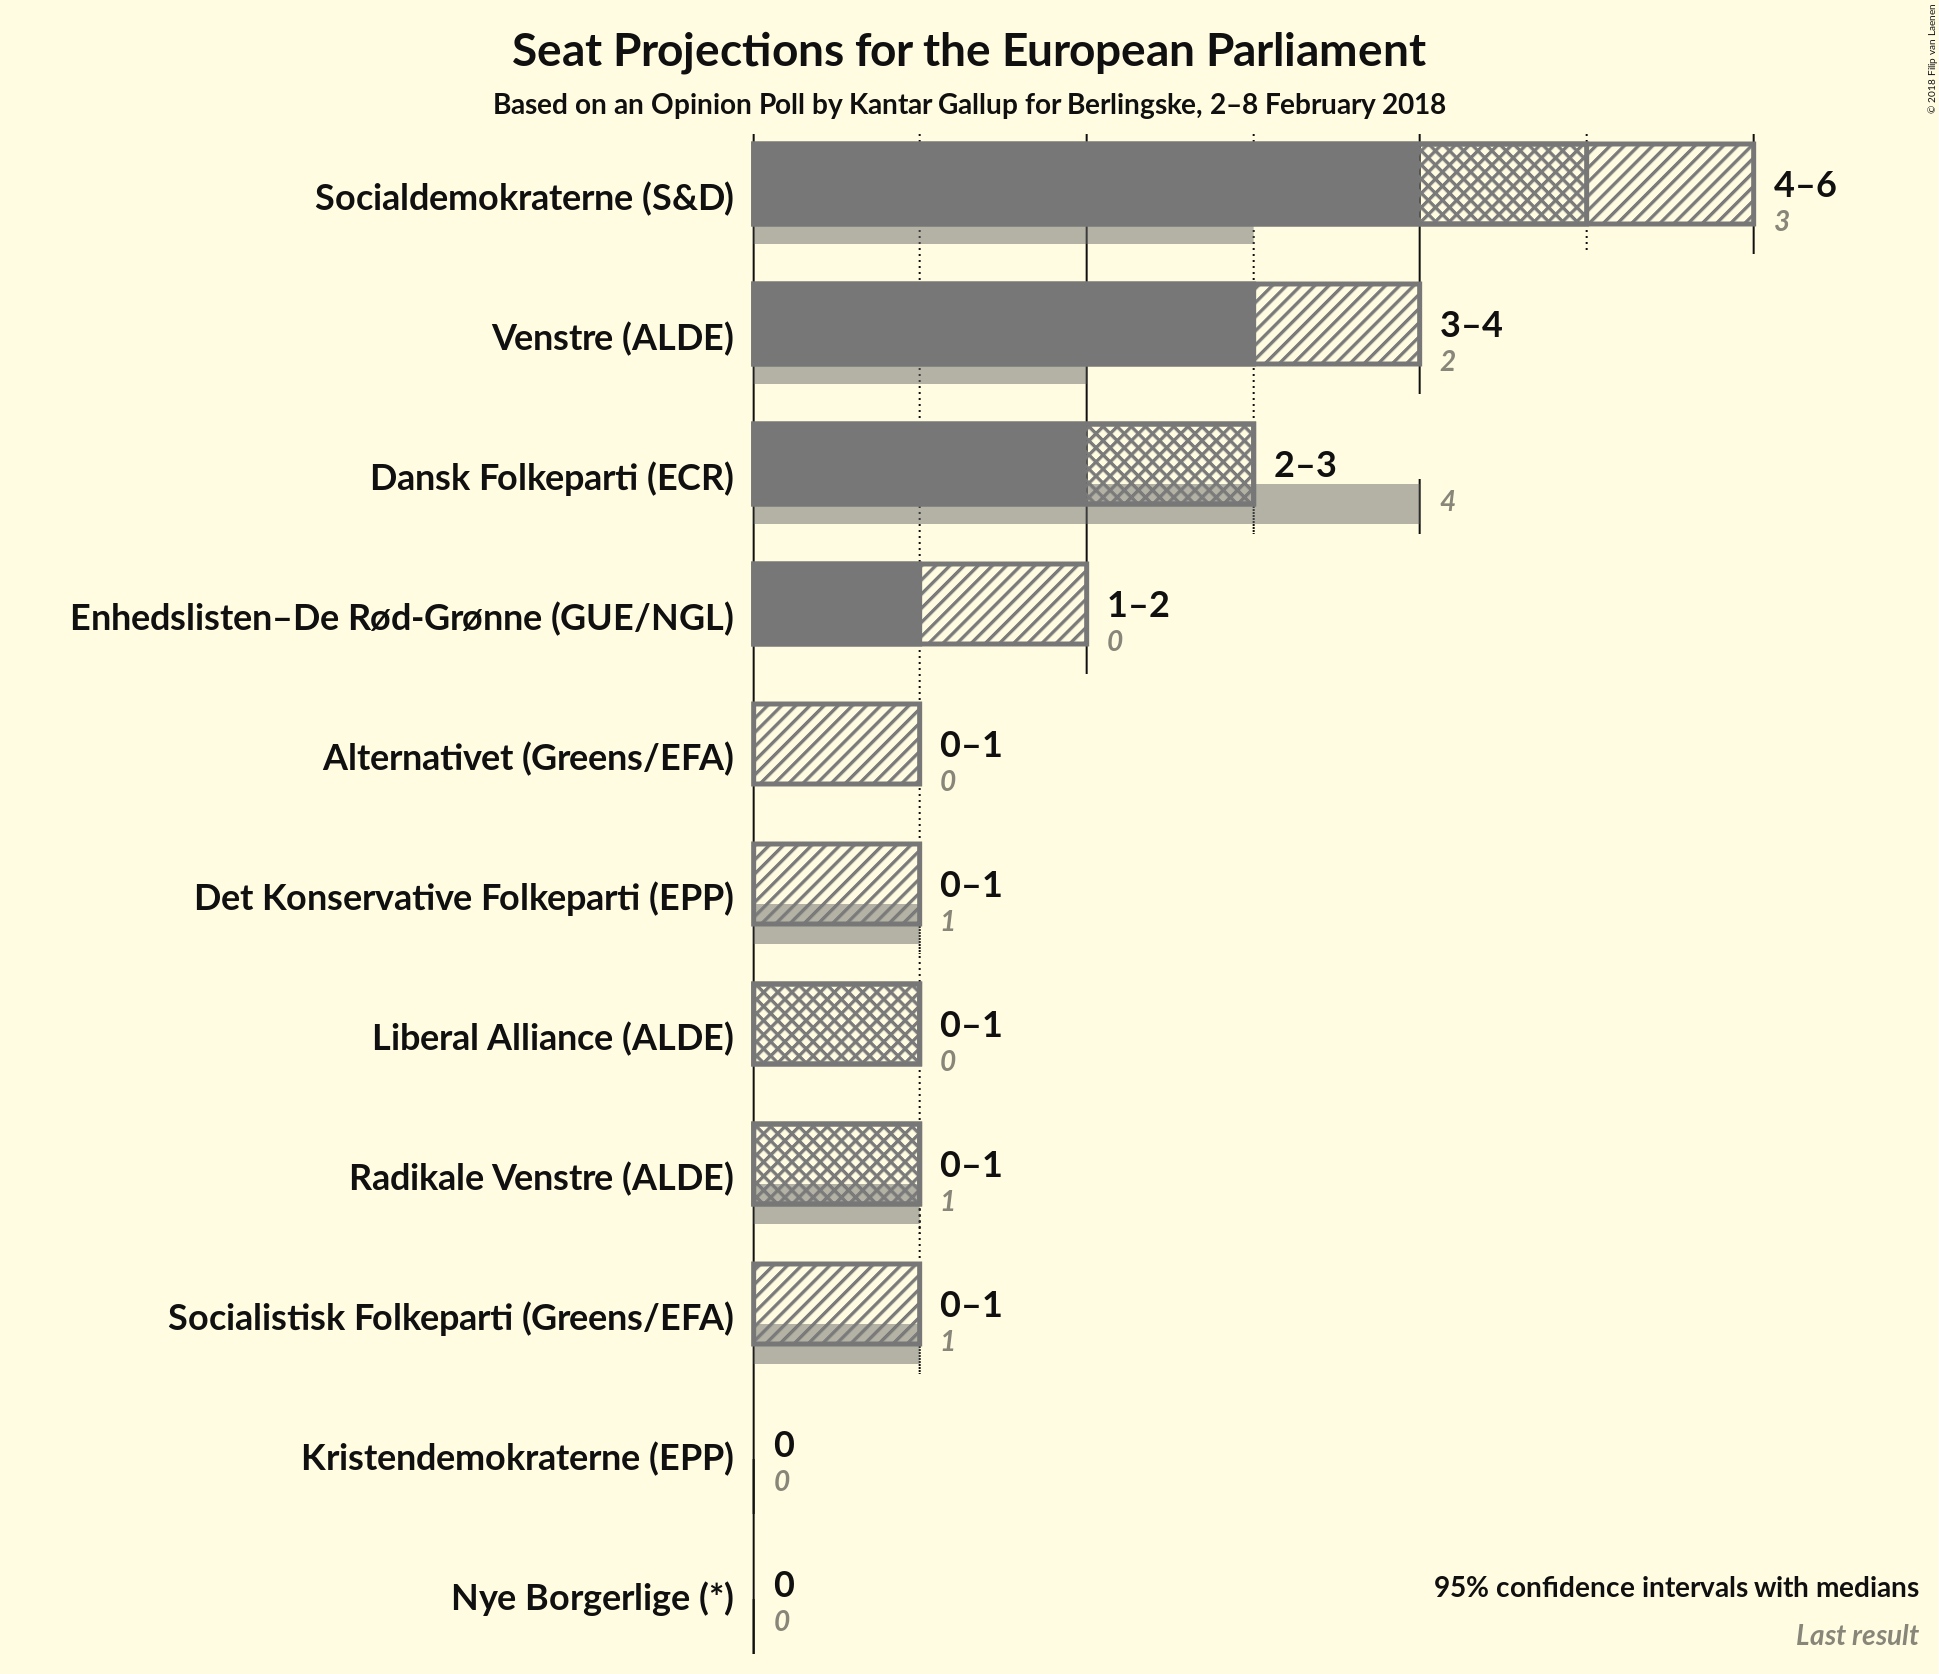 Seat Projections for the European Parliament
Based on an Opinion Poll by Kantar Gallup for Berlingske, 2–8 February 2018
© 2018 Filip van Laenen
Socialdemokraterne (S&D)
4–6
3
Venstre (ALDE)
3–4
2
Dansk Folkeparti (ECR)
2–3
4
Enhedslisten–De Rød-Grønne (GUE/NGL)
1–2
0
Alternativet (Greens/EFA)
0–1
0
Det Konservative Folkeparti (EPP)
0–1
1
Liberal Alliance (ALDE)
0–1
0
Radikale Venstre (ALDE)
0–1
1
Socialistisk Folkeparti (Greens/EFA)
0–1
1
Kristendemokraterne (EPP)
0
0
Nye Borgerlige (*)
0
0
95% confidence intervals with medians
Last result